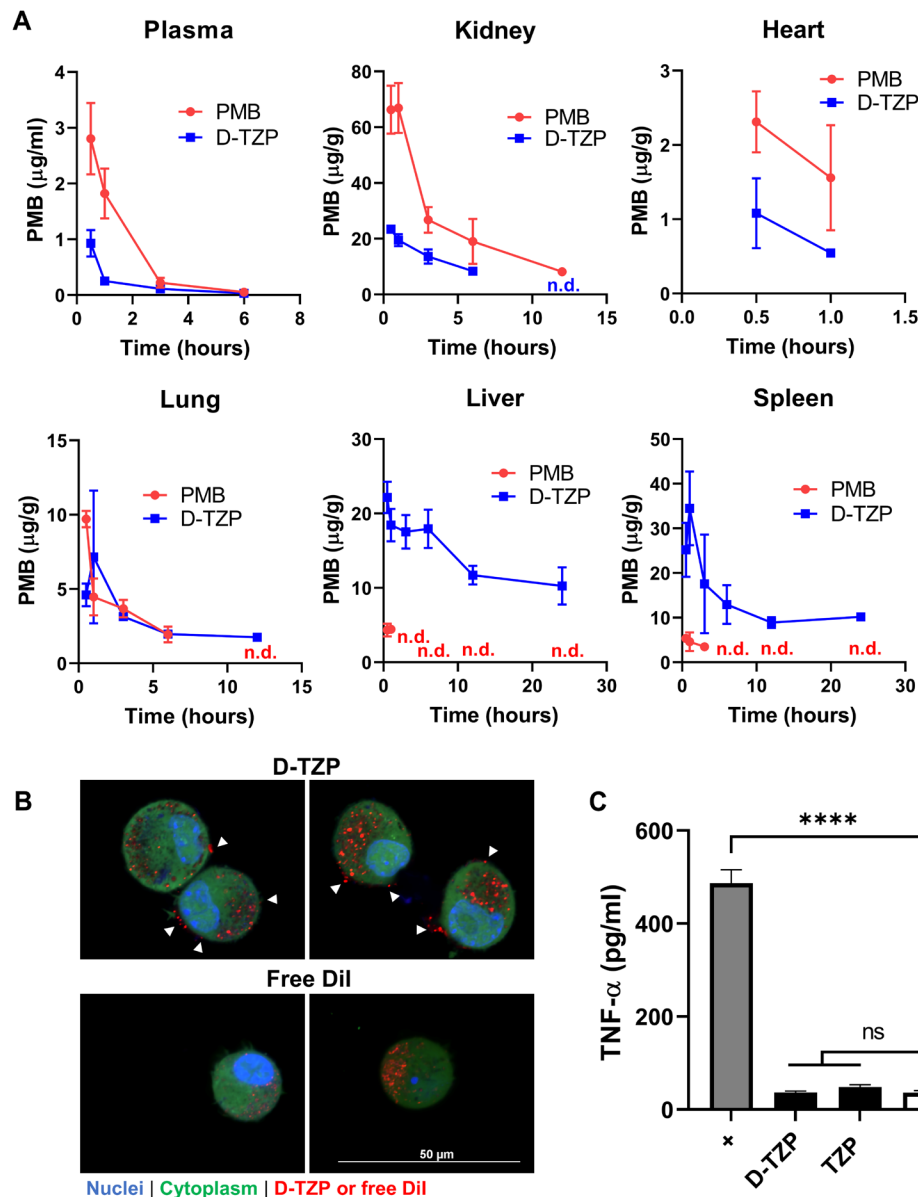 A
Plasma
PMB (μg/ml)
4
3
2
1
0
0 2 4 6 8
Time (hours)
PMB
D-TZP
Kidney
PMB (μg/g)
80
60
40
20
0
0 5 10 15
Time (hours)
PMB
D-TZP
n.d.
Heart
PMB (μg/g)
3
2
1
0
0.0 0.5 1.0 1.5
Time (hours)
PMB
D-TZP
Lung
PMB (μg/g)
15
10
5
0
0 5 10 15
Time (hours)
PMB
D-TZP
n.d.
Liver
PMB (μg/g)
30
20
10
0
0 10 20 30
Time (hours)
PMB
D-TZP
n.d.
n.d.
n.d.
n.d.
Spleen
PMB (μg/g)
50
40
30
20
10
0
0 10 20 30
Time (hours)
PMB
D-TZP
n.d.
n.d.
n.d.
B
D-TZP
Free DiI
50 μm
Nuclei | Cytoplasm | D-TZP or free DiI
C
TNF-α (pg/ml)
600
400
200
0
****
ns
+
D-TZP
TZP